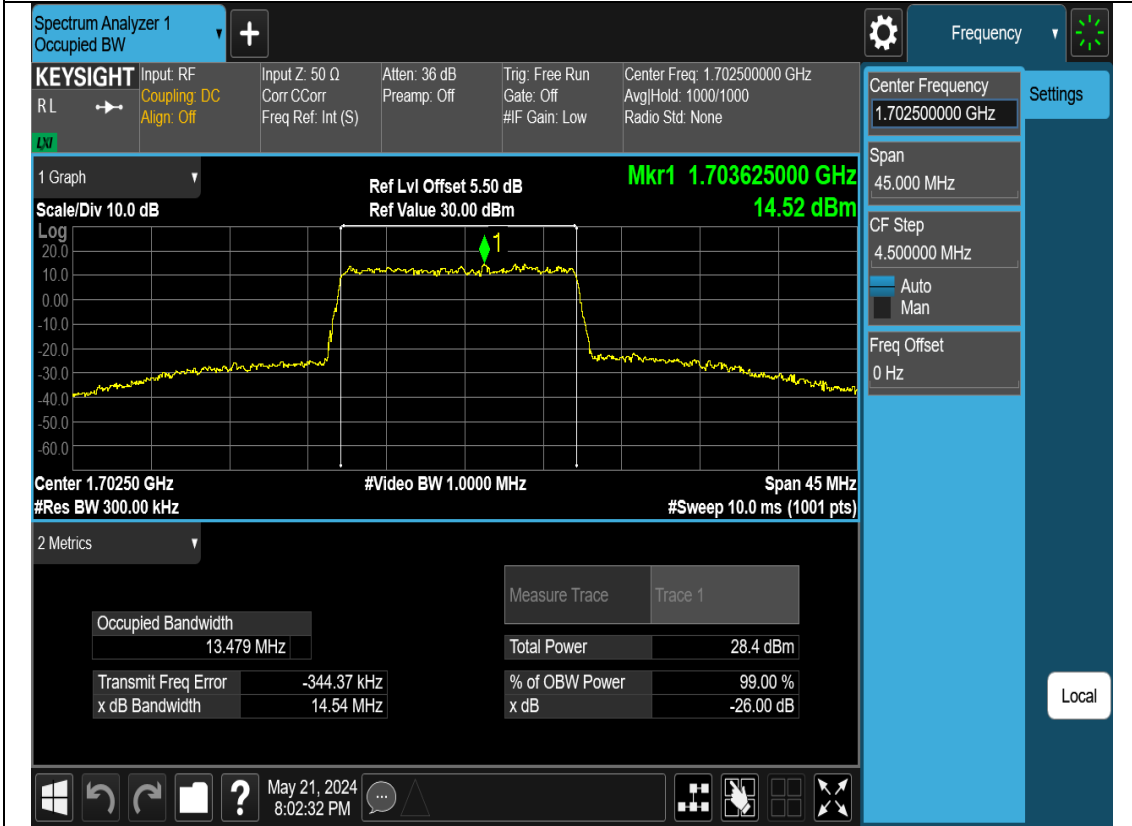 Spectrum Analyzer 1
Occupied BW
+
Frequency
KEYSIGHT
R L
LXI
Input: RF
Coupling: DC
Align: Off
Input Z: 50 Ω
Corr CCorr
Freq Ref: Int (S)
Atten: 36 dB
Preamp: Off
Trig: Free Run
Gate: Off
#IF Gain: Low
Center Freq: 1.702500000 GHz
Avg|Hold: 1000/1000
Radio Std: None
Center Frequency
1.702500000 GHz
Settings
Span
45.000 MHz
CF Step
4.500000 MHz
Auto
Man
Freq Offset
0 Hz
Local
1 Graph
Scale/Div 10.0 dB
Ref Lvl Offset 5.50 dB
Ref Value 30.00 dBm
Mkr1 1.703625000 GHz
14.52 dBm
Log
1
20.0
10.0
0.00
-10.0
-20.0
-30.0
-40.0
-50.0
-60.0
Center 1.70250 GHz
#Video BW 1.0000 MHz
Span 45 MHz
#Res BW 300.00 kHz
#Sweep 10.0 ms (1001 pts)
2 Metrics
Measure Trace Trace 1
Occupied Bandwidth
13.479 MHz
Total Power 28.4 dBm
Transmit Freq Error -344.37 kHz
% of OBW Power 99.00 %
x dB Bandwidth 14.54 MHz
x dB -26.00 dB
?
May 21, 2024
8:02:32 PM